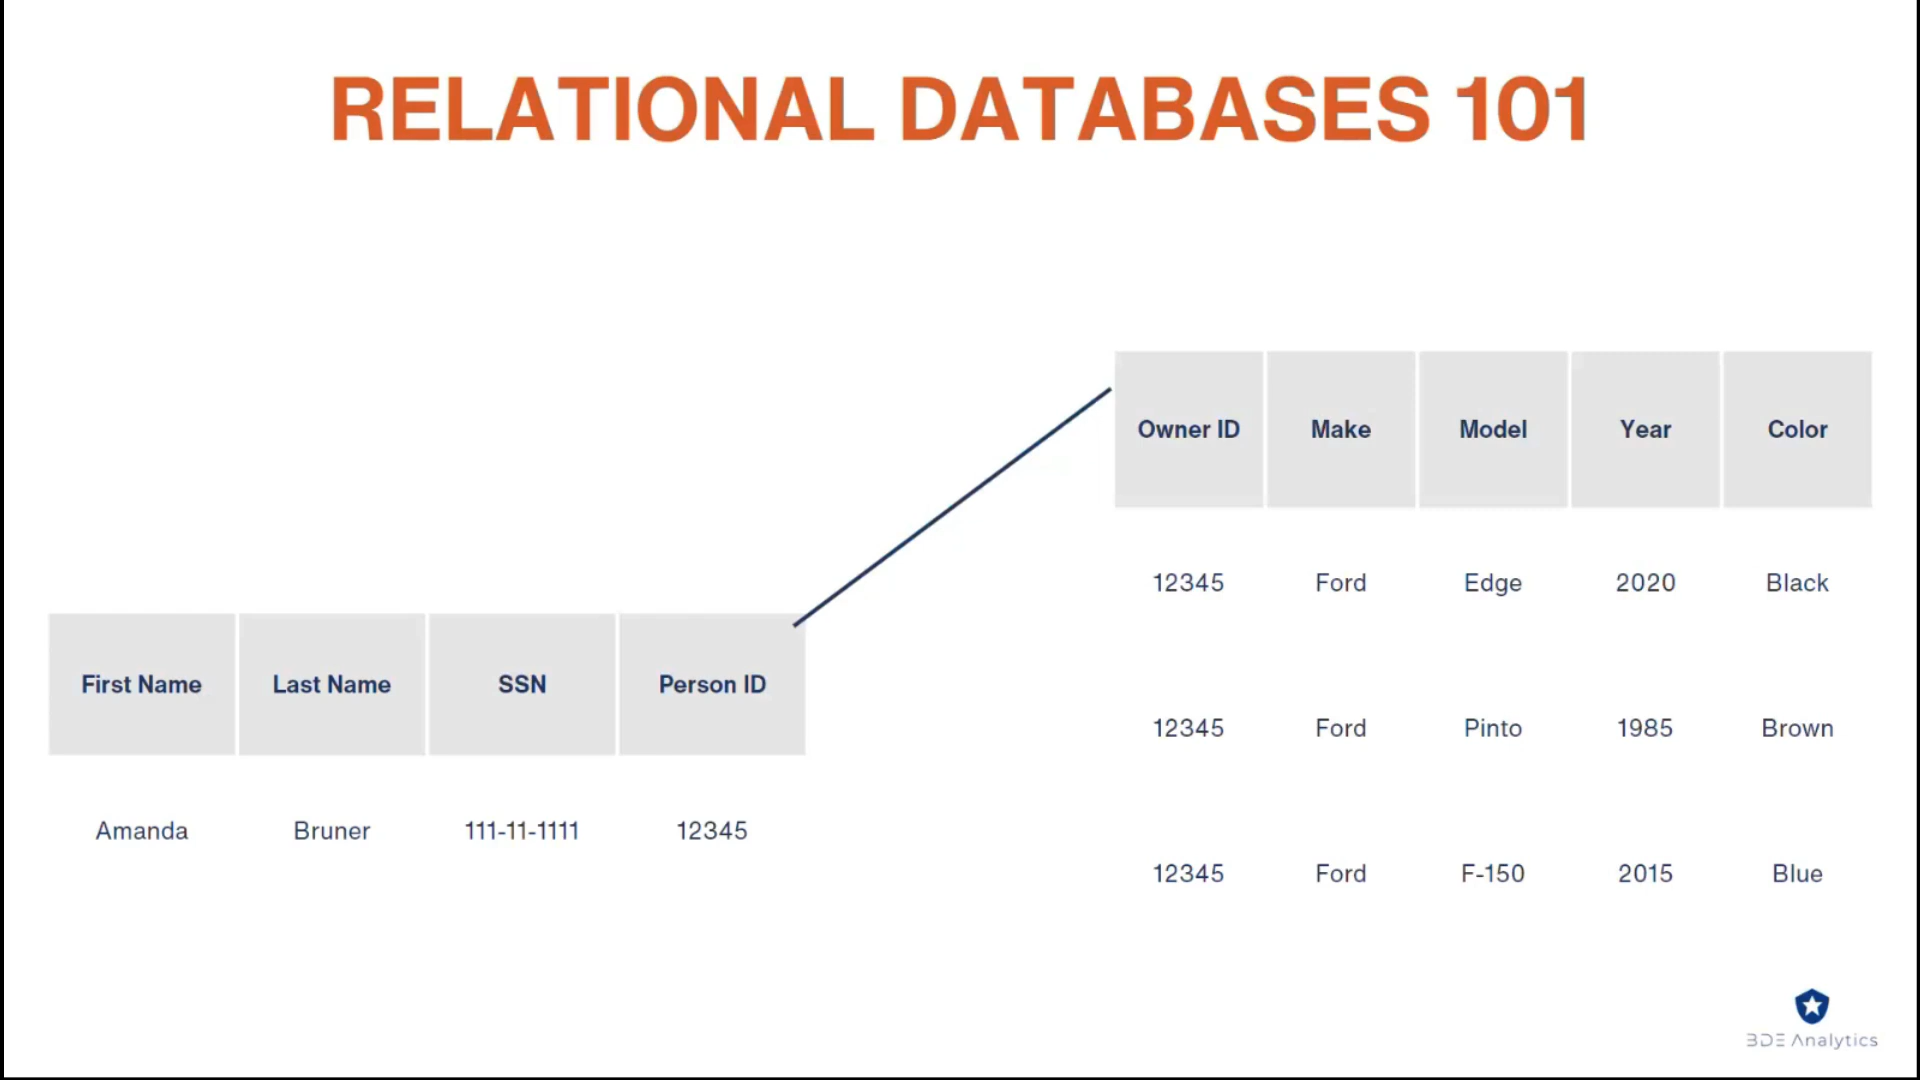 RELATIONAL DATABASES 101
Owner ID Make Model Year Color
12345 Ford Edge 2020 Black
12345 Ford Pinto 1985 Brown
12345 Ford F-150 2015 Blue
First Name Last Name SSN Person ID
Amanda Bruner 111-11-1111 12345
BDE Analytics